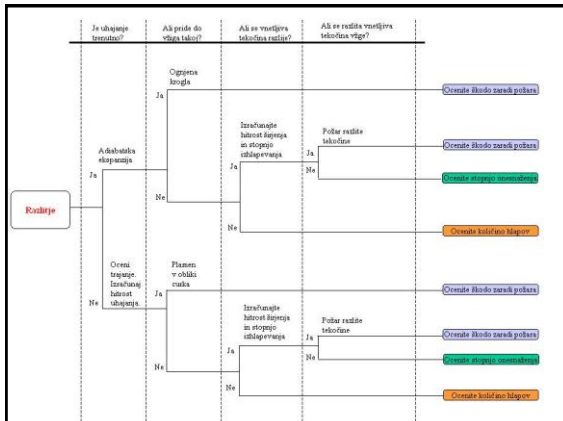 Je uhajanje
trenutno?
Ali pride do
vžiga takoj?
Ali se vnetljiva
tekočina razlije?
Ali se razlita vnetljiva
tekočina vžge?
Razlitje
Ja
Adiabatska
ekspanzija
Ja
Ognjena
krogla
Ocenite škodo zaradi požara
Ne
Ja
Izračunajte
hitrost širjenja
in stopnjo
izhlapevanja
Ja
Požar razlite
tekočine
Ocenite škodo zaradi požara
Ne
Ocenite stopnjo onesnaženja
Ne
Ocenite količino hlapov
Ne
Oceni
trajanje.
Izračunaj
hitrost
uhajanja.
Ja
Plamen
v obliki
curka
Ocenite škodo zaradi požara
Ne
Ja
Izračunajte
hitrost širjenja
in stopnjo
izhlapevanja
Ja
Požar razlite
tekočine
Ocenite škodo zaradi požara
Ne
Ocenite stopnjo onesnaženja
Ne
Ocenite količino hlapov